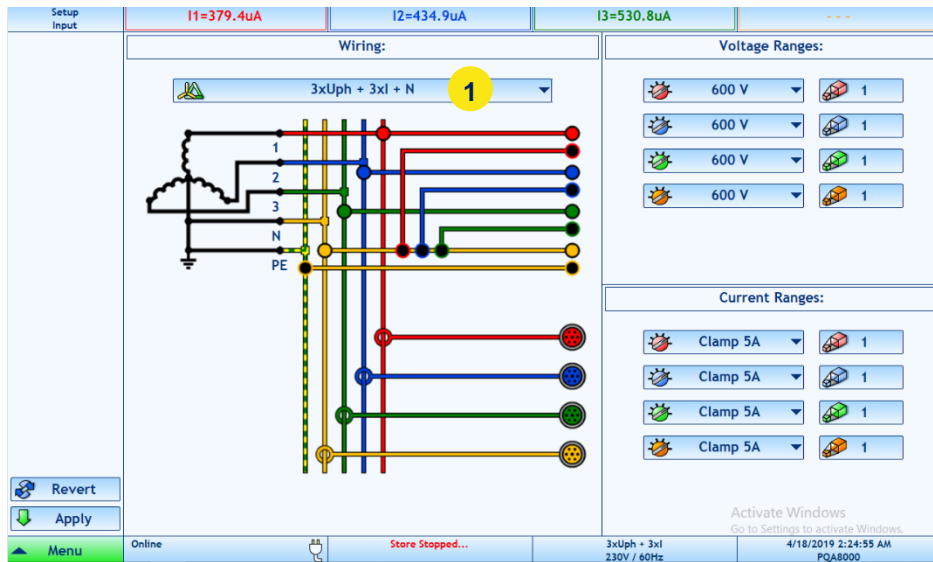 Setup
Input
I1=379.4uA
I2=434.9uA
I3=530.8uA
---
Wiring:
3xUph + 3xI + N
1
1
2
3
N
PE
Voltage Ranges:
600 V 1
600 V 1
600 V 1
600 V 1
Current Ranges:
Clamp 5A 1
Clamp 5A 1
Clamp 5A 1
Clamp 5A 1
Revert
Apply
Activate Windows
Go to Settings to activate Windows.
Menu
Online
Store Stopped...
3xUph + 3xI
230V / 60Hz
4/18/2019 2:24:55 AM
PQA8000